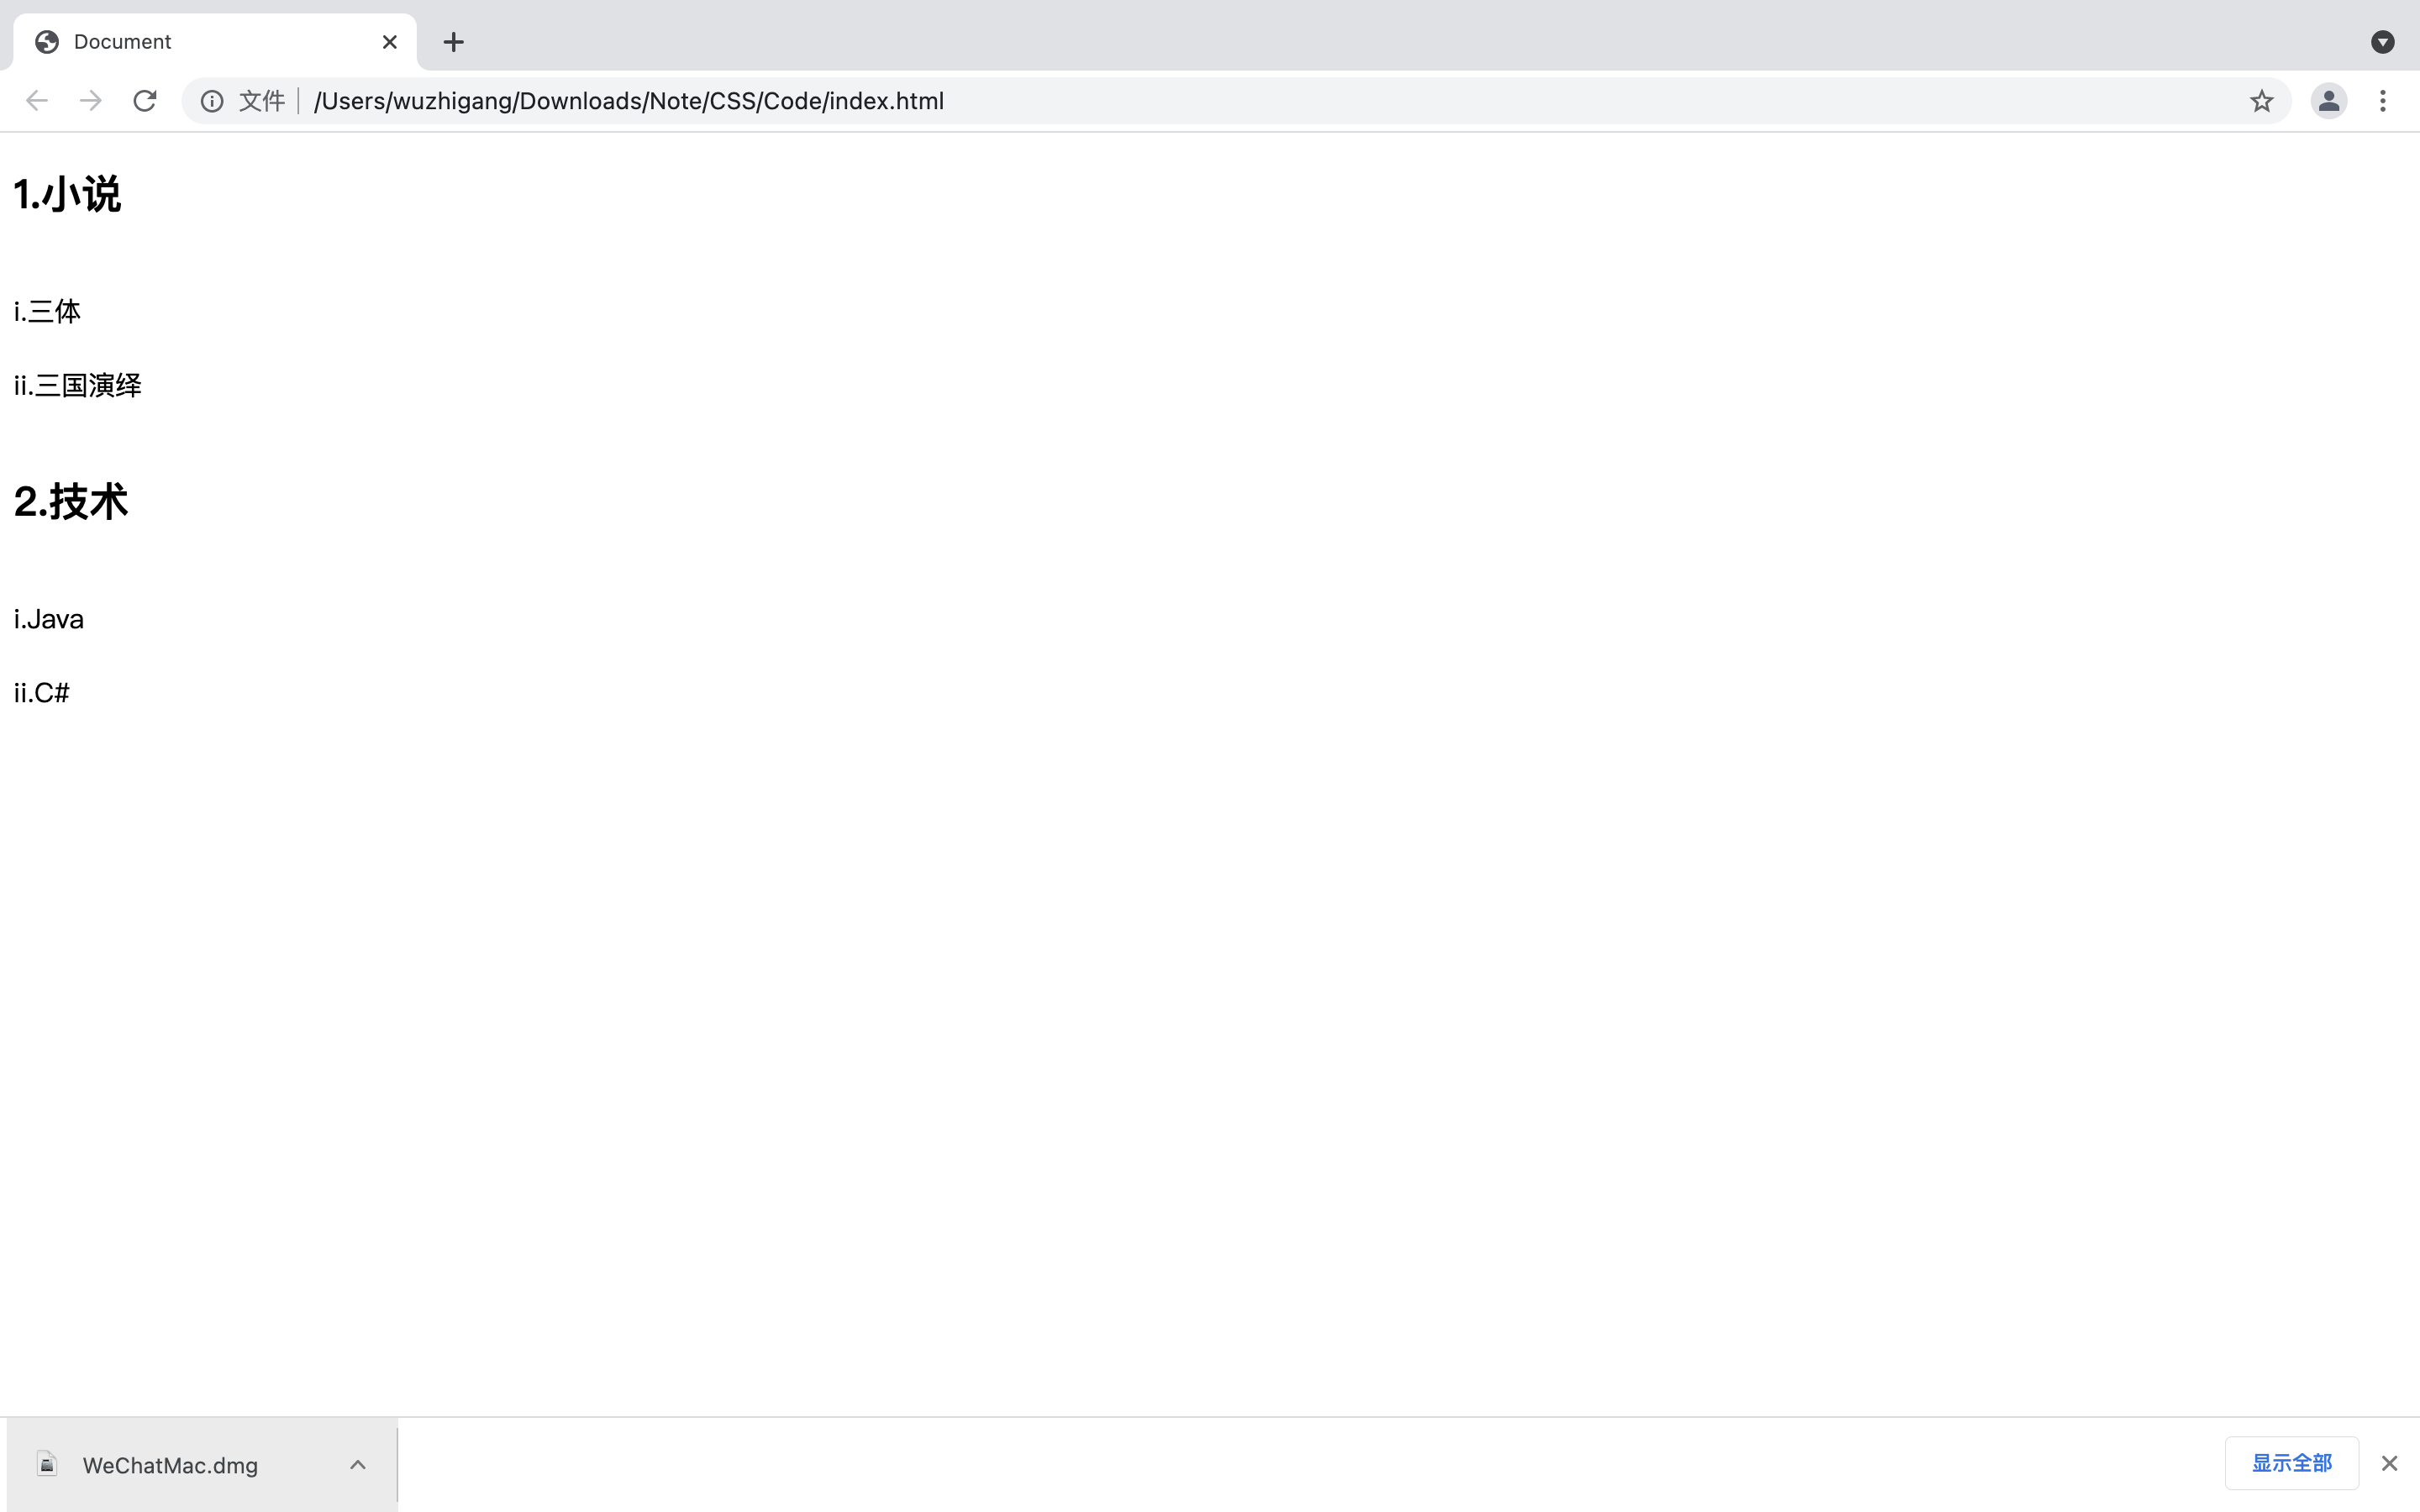 Document
文件 /Users/wuzhigang/Downloads/Note/CSS/Code/index.html
1.小说
i.三体
ii.三国演绎
2.技术
i.Java
ii.C#
WeChatMac.dmg
显示全部